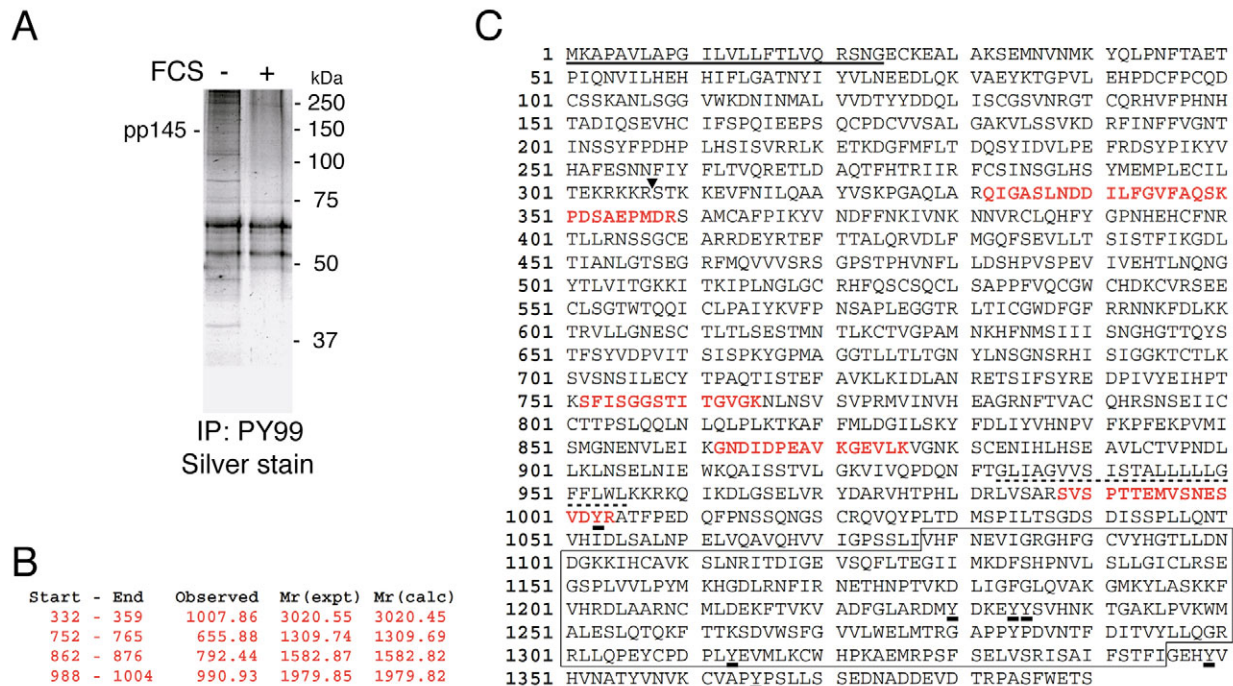 A
FCS - +
kDa
pp145 -
- 250
- 150
- 100
- 75
- 50
- 37
IP: PY99
Silver stain
B
Start - End Observed Mr(expt) Mr(calc)
332 - 359 1007.86 3020.55 3020.45
752 - 765 655.88 1309.74 1309.69
862 - 876 792.44 1582.87 1582.82
988 - 1004 990.93 1979.85 1979.82
C
1 MKAPAVLAPG ILVLLFTLVQ RSNGECKEAL AKSEMNVNMK YQLPNFTAET
51 PIQNVILHEH HIFLGATNYI YVLNEEDLQK VAEYKTGPVL EHPDCFPCQD
101 CSSKANLSGG VWKDNINMAL VVDTYYDDQL ISCGSVNRGT CQRHVFPHNH
151 TADIQSEVHC IFSPQIEEPS QCPDCVVSAL GAKVLSSVKD RFINFFVGNT
201 INSSYFPDHP LHSISVRRLK ETKDGFMFLT DQSYIDVLPE FRDSYPIKYV
251 HAFESNNFIY FLTVQRETLD AQTFHTRIIR FCSINSGLHS YMEMPLECIL
301 TEKRKKRSTK KEVFNILQAA YVSKPGAQLA RQIGASLNDD ILFGVFAQSK
351 PDSAEPMDRS AMCAFPIKYV NDFFNKIVNK NNVRCLQHFY GPNHEHCFNR
401 TLLRNSSGCE ARRDEYRTEF TTALQRVDLF MGQFSEVLLT SISTFIKGDL
451 TIANLGTSEG RFMQVVVSRS GPSTPHVNFL LDSHPVSPEV IVEHTLNQNG
501 YTLVITGKKI TKIPLNGLGC RHFQSCSQCL SAPPFVQCGW CHDKCVRSEE
551 CLSGTWTQQI CLPAIYKVFP NSAPLEGGTR LTICGWDFGF RRNNKFDLKK
601 TRVLLGNESC TLTLSESTMN TLKCTVGPAM NKHFNMSIII SNGHGTTQYS
651 TFSYVDPVIT SISPKYGPMA GGTLLTLTGN YLNSGNSRHI SIGGKTCTLK
701 SVSNSILECY TPAQTISTEF AVKLKIDLAN RETSIFSYRE DPIVYEIHPT
751 KSFISGGSTI TGVGKNLNSV SVPRMVINVH EAGRNFTVAC QHRSNSEIIC
801 CTTPSLQQLN LQLPLKTKAF FMLDGILSKY FDLIYVHNPV FKPFEKPVMI
851 SMGNENVLEI KGNDIDPEAV KGEVLKVGNK SCENIHLHSE AVLCTVPNDL
901 LKLNSELNIE WKQAISSTVL GKVIVQPDQN FTGLIAGVVS ISTALLLLLG
951 FFLWLKKRKQ IKDLGSELVR YDARVHTPHL DRLVSARSVS PTTEMVSNES
1001 VDYRATFPED QFPNSSQNGS CRQVQYPLTD MSPILTSGDS DISSPLLQNT
1051 VHIDLSALNP ELVQAVQHVV IGPSSLIVHF NEVIGRGHFG CVYHGTLLDN
1101 DGKKIHCAVK SLNRITDIGE VSQFLTEGII MKDFSHPNVL SLLGICLRSE
1151 GSPLVVLPYM KHGDLRNFIR NETHNPTVKD LIGFGLQVAK GMKYLASKKF
1201 VHRDLAARNC MLDEKFTVKV ADFGLARDMY DKEYYSVHNK TGAKLPVKWM
1251 ALESLQTQKF TTKSDVWSFG VLLWELMTRG APPYPDVNTF DITVYLLQGR
1301 RLLQPEYCPD PLYEVMLKCW HPKAEMRPSF SELVSRISAI FSTFIGEHYV
1351 HVNATYVNVK CVAPYPSLLS SEDNADDEVD TRPASFWETS